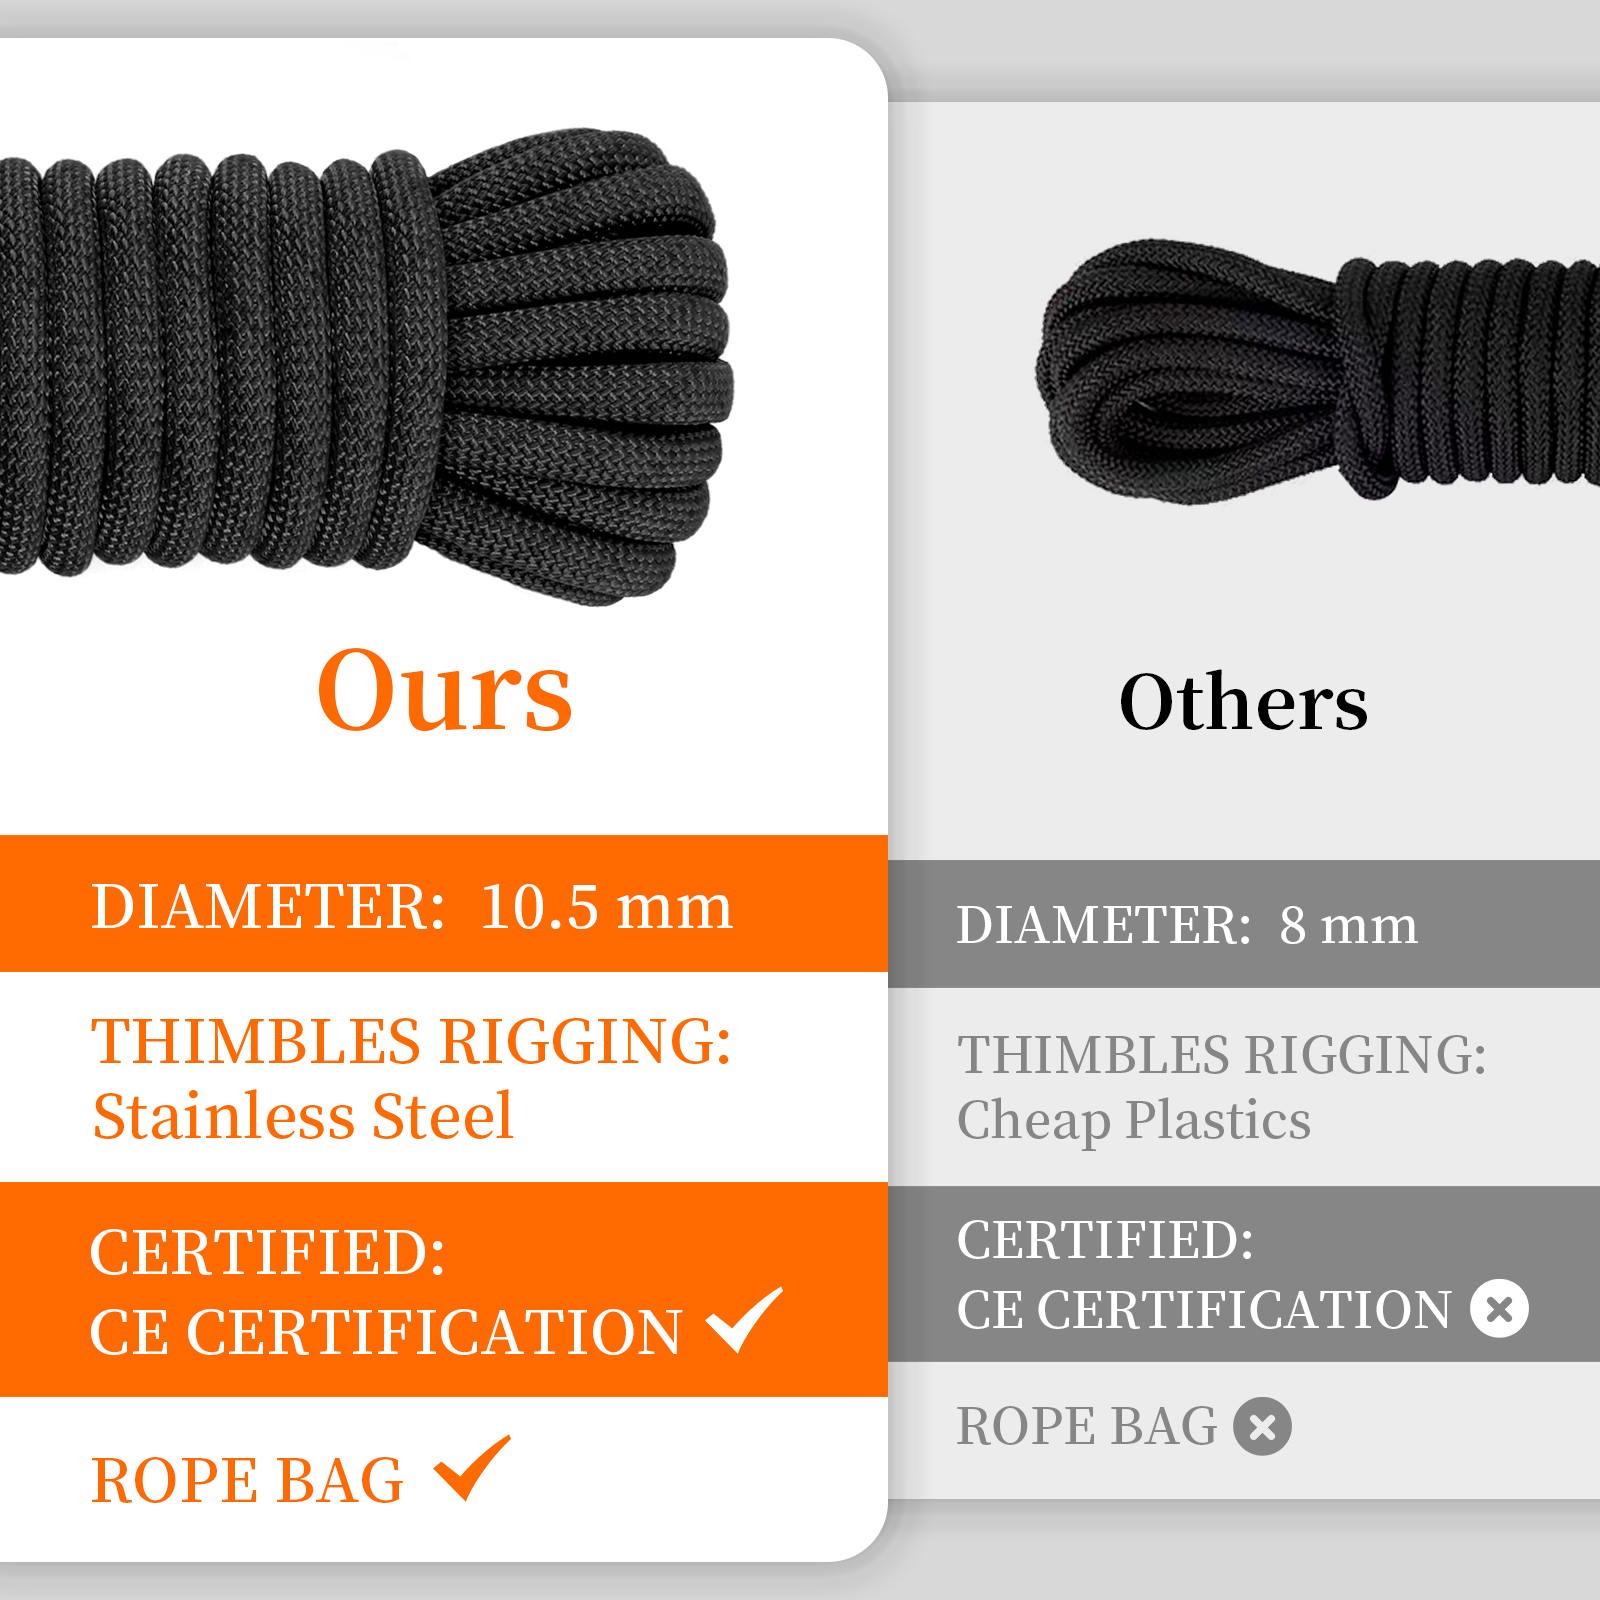 Ours
DIAMETER: 10.5 mm
THIMBLES RIGGING:
Stainless Steel
CERTIFIED:
CE CERTIFICATION
ROPE BAG
Others
DIAMETER: 8 mm
THIMBLES RIGGING:
Cheap Plastics
CERTIFIED:
CE CERTIFICATION
ROPE BAG